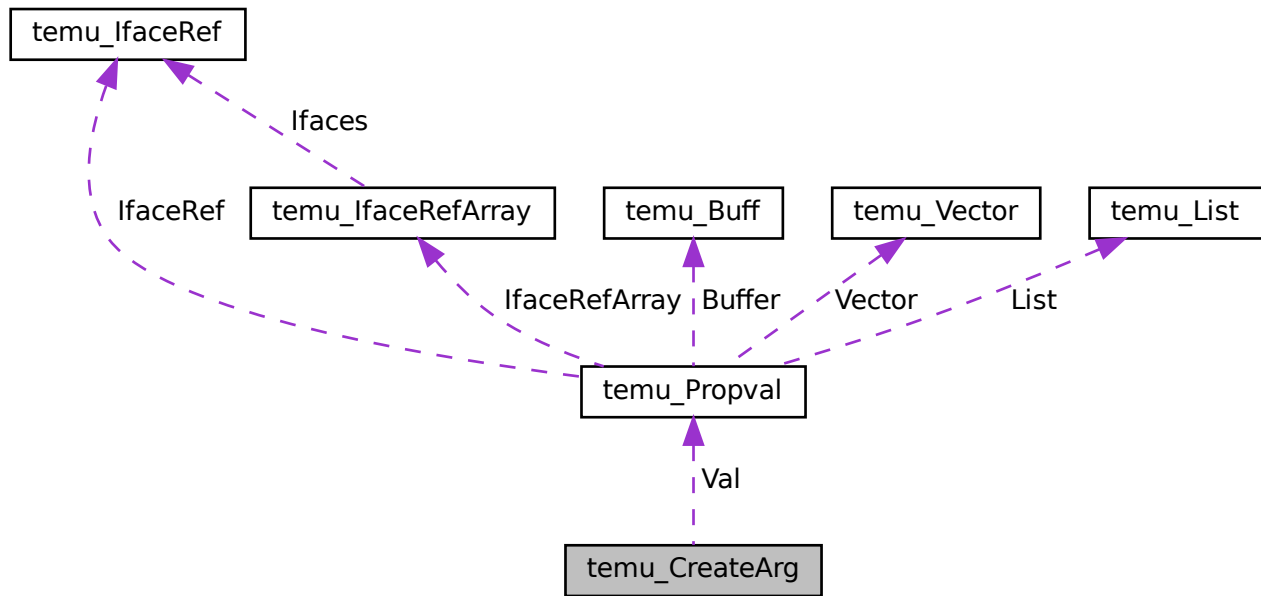 temu_IfaceRef
Ifaces
IfaceRef
temu_IfaceRefArray
temu_Buff
temu_Vector
temu_List
IfaceRefArray
Buffer
Vector
List
temu_Propval
Val
temu_CreateArg